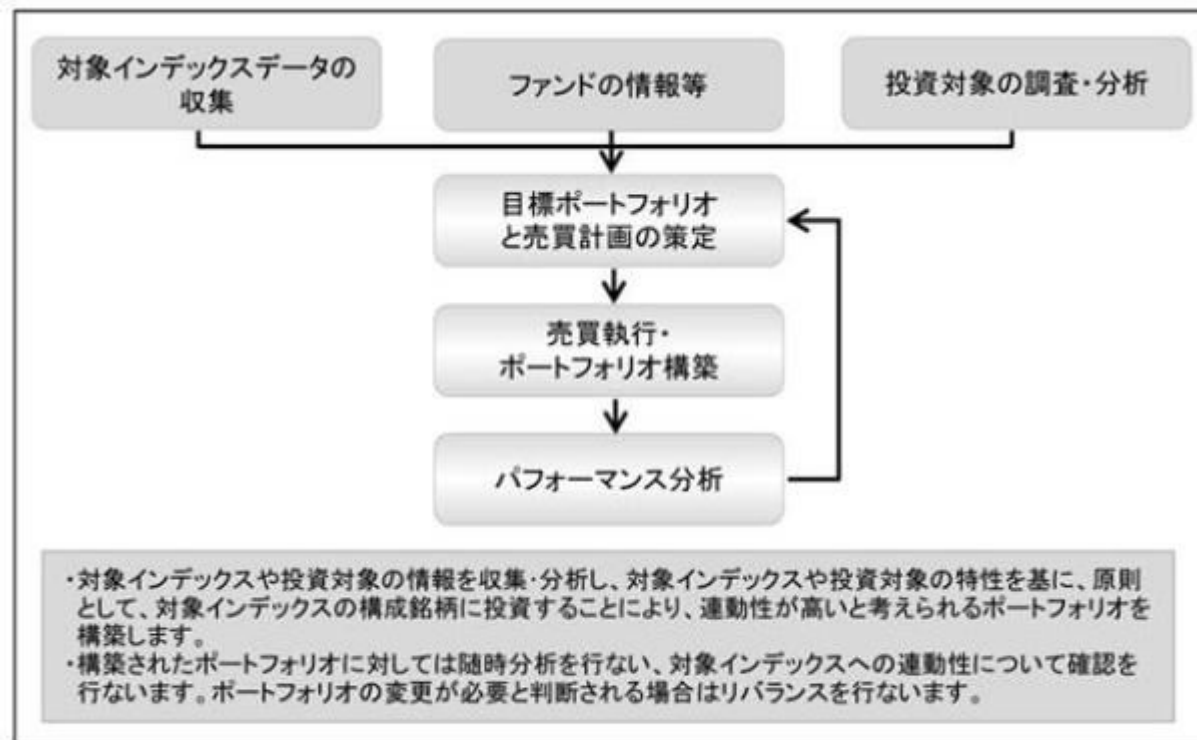 対象インデックスデータの
収集
ファンドの情報等
投資対象の調査・分析
目標ポートフォリオ
と売買計画の策定
売買執行・
ポートフォリオ構築
パフォーマンス分析
・対象インデックスや投資対象の情報を収集・分析し、対象インデックスや投資対象の特性を基に、原則
として、対象インデックスの構成銘柄に投資することにより、連動性が高いと考えられるポートフォリオを
構築します。
・構築されたポートフォリオに対しては随時分析を行ない、対象インデックスへの連動性について確認を
行ないます。ポートフォリオの変更が必要と判断される場合はリバランスを行ないます。